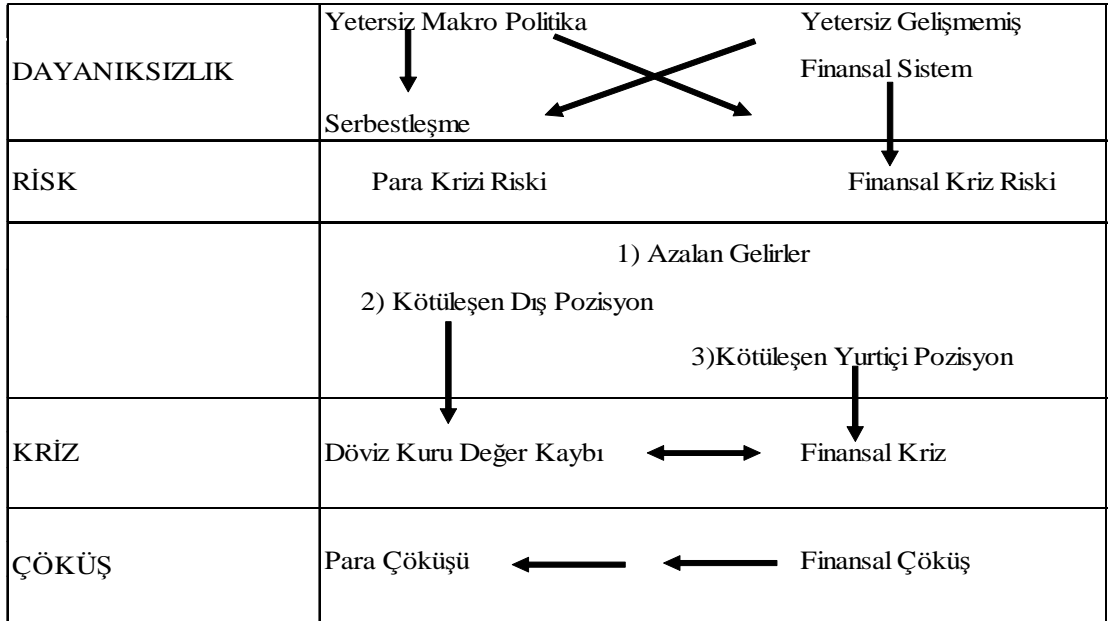 Yetersiz Makro Politika
Yetersiz Gelişmemiş
DAYANIKSIZLIK
Finansal Sistem
Serbestleşme
RİSK
Para Krizi Riski
Finansal Kriz Riski
1) Azalan Gelirler
2) Kötüleşen Dış Pozisyon
3)Kötüleşen Yurtiçi Pozisyon
KRİZ
Döviz Kuru Değer Kaybı
Finansal Kriz
ÇÖKÜŞ
Para Çöküşü
Finansal Çöküş